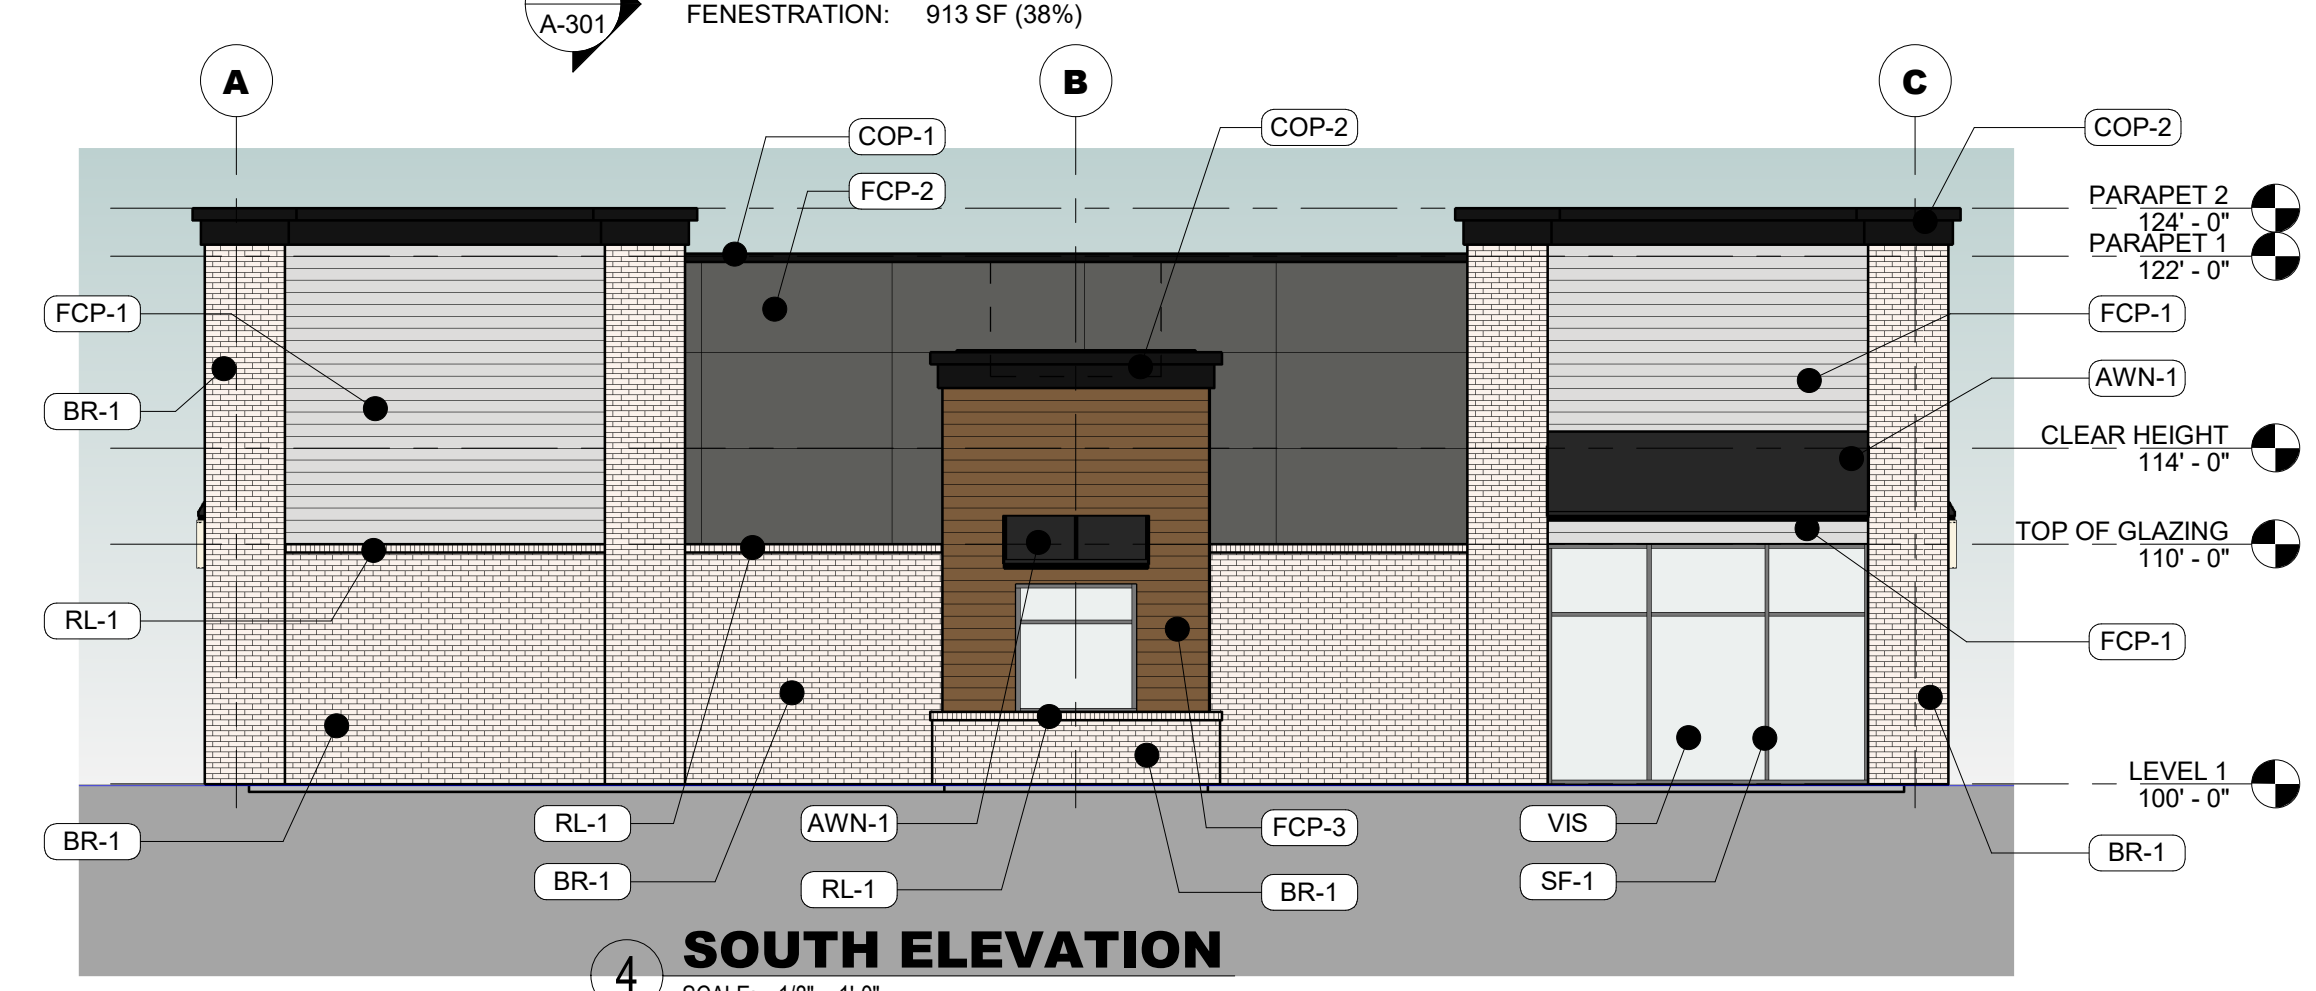 A-301
FENESTRATION: 913 SF (38%)
A
B
C
COP-1
COP-2
COP-2
FCP-2
PARAPET 2
124' - 0"
PARAPET 1
122' - 0"
FCP-1
FCP-1
BR-1
AWN-1
CLEAR HEIGHT
114' - 0"
TOP OF GLAZING
110' - 0"
RL-1
FCP-1
LEVEL 1
100' - 0"
BR-1
RL-1
AWN-1
FCP-3
VIS
BR-1
BR-1
RL-1
BR-1
SF-1
4
SOUTH ELEVATION